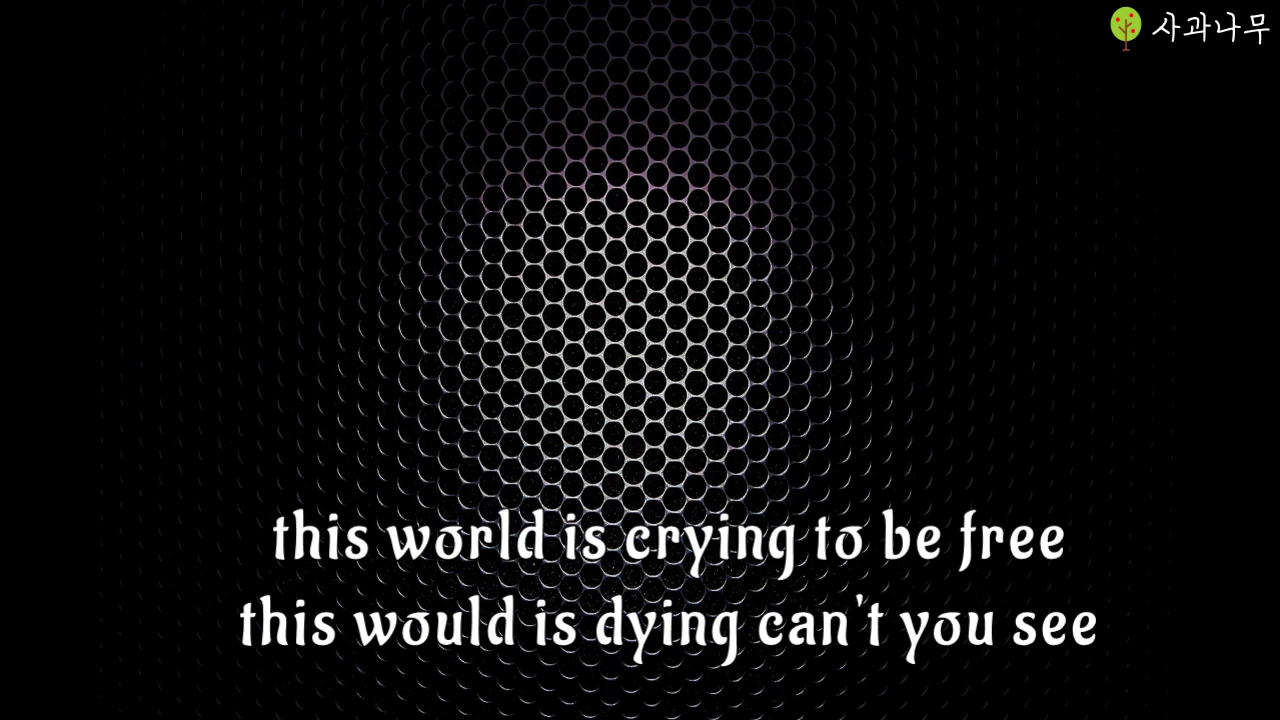 사과나무
this world is crying to be free
this would is dying can't you see